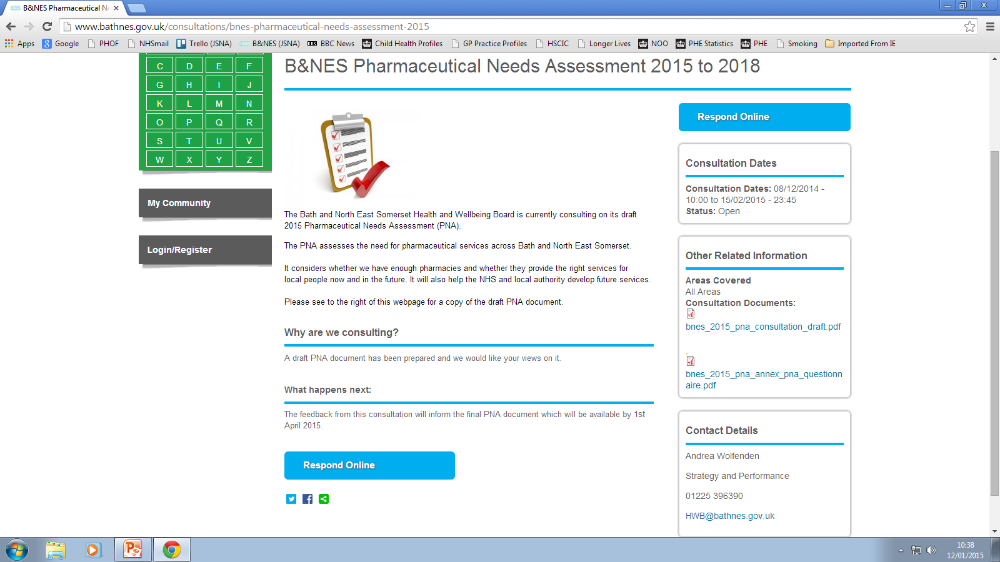 B&NES Pharmaceutical N
www.bathnes.gov.uk/consultations/bnes-pharmaceutical-needs-assessment-2015
Apps Google PHOF NHSmail Trello (JSNA) B&NES (JSNA) BBC News Child Health Profiles GP Practice Profiles HSCIC Longer Lives NOO PHE Statistics PHE Smoking Imported From IE
C D E F
G H I J
K L M N
O P Q R
S T U V
W X Y Z
My Community
Login/Register
B&NES Pharmaceutical Needs Assessment 2015 to 2018
The Bath and North East Somerset Health and Wellbeing Board is currently consulting on its draft
2015 Pharmaceutical Needs Assessment (PNA).
The PNA assesses the need for pharmaceutical services across Bath and North East Somerset.
It considers whether we have enough pharmacies and whether they provide the right services for
local people now and in the future. It will also help the NHS and local authority develop future services.
Please see to the right of this webpage for a copy of the draft PNA document.
Why are we consulting?
A draft PNA document has been prepared and we would like your views on it.
What happens next:
The feedback from this consultation will inform the final PNA document which will be available by 1st
April 2015.
Respond Online
Respond Online
Consultation Dates
Consultation Dates: 08/12/2014 -
10:00 to 15/02/2015 - 23:45
Status: Open
Other Related Information
Areas Covered
All Areas
Consultation Documents:
bnes_2015_pna_consultation_draft.pdf
,
bnes_2015_pna_annex_pna_questionn
aire.pdf
Contact Details
Andrea Wolfenden
Strategy and Performance
01225 396390
HWB@bathnes.gov.uk
10:38
12/01/2015